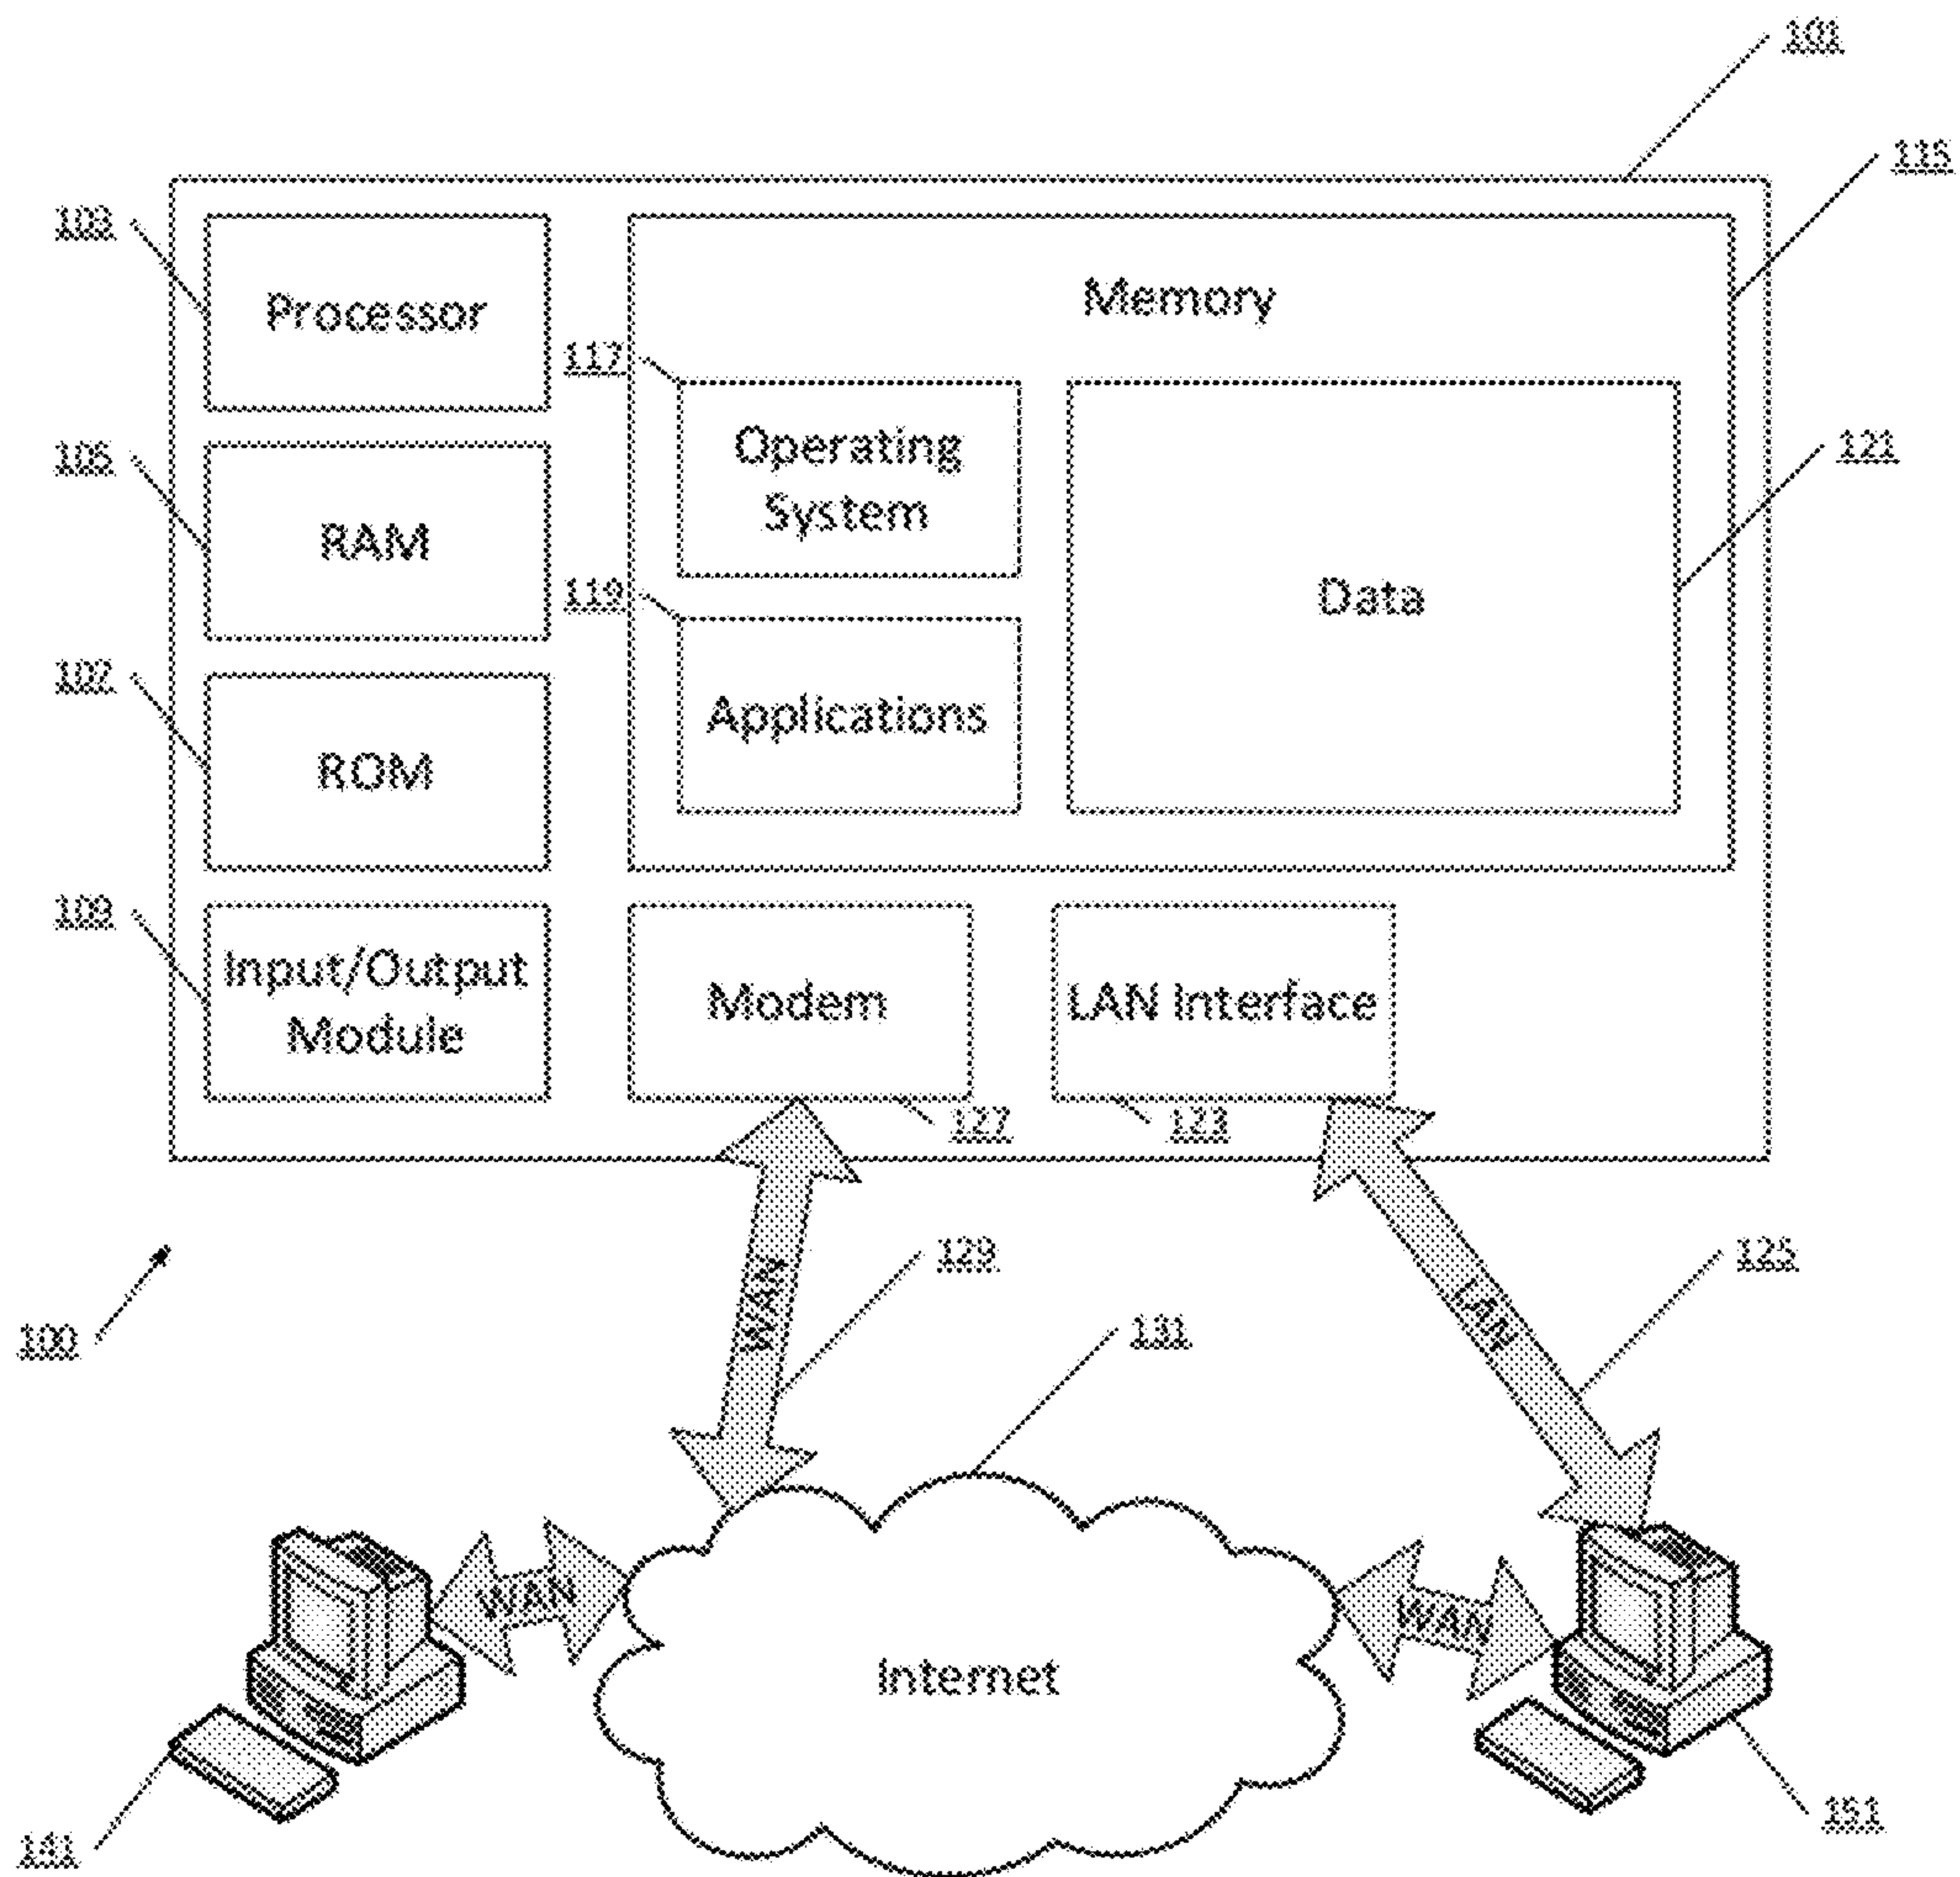 101
115
103
Processor
Memory
117
Operating
System
105
RAM
121
Data
119
Applications
ROM
109
Input/Output
Module
Modem
LAN Interface
127
123
129
125
WAN
LAN
100
131
WAN
WAN
Internet
141
151